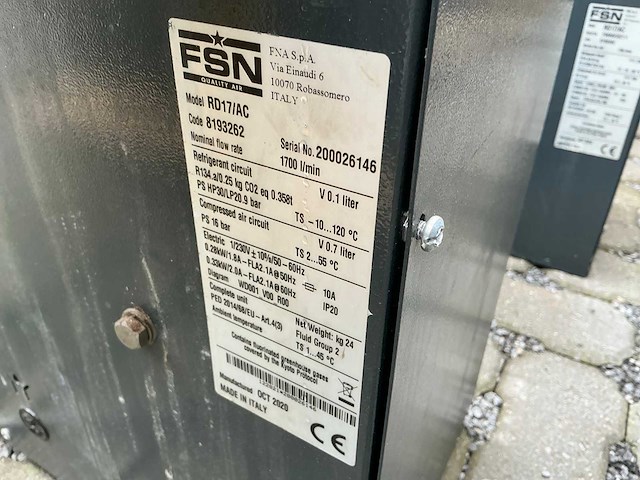 FSN
QUALITY AIR
FNA S.p.A.
Via Einaudi 6
10070 Robassomero
ITALY
Model RD17/AC
Code 8193262
Serial No. 200026146
Nominal flow rate 1700 l/min
Refrigerant circuit V 0.1 liter
R134.a/0.25 kg CO2 eq 0.358t
PS HP30/LP20.9 bar TS -10...120 °C
Compressed air circuit V 0.7 liter
PS 16 bar TS 2...55 °C
Electric 1/230V±10%/50-60Hz
0.28kW/1.8A-FLA2.1A@50Hz 10A
0.33kW/2.0A-FLA2.1A@60Hz IP20
Diagram WD001 V00 R00
Complete unit Net Weight: kg 24
PED 2014/68/EU-Art.4(3) Fluid Group 2
Ambient temperature TS 1...45 °C
Contains fluorinated greenhouse gases
covered by the Kyoto Protocol
Manufactured OCT 2020
MADE IN ITALY
CE
FSN
RD17/AC
CE